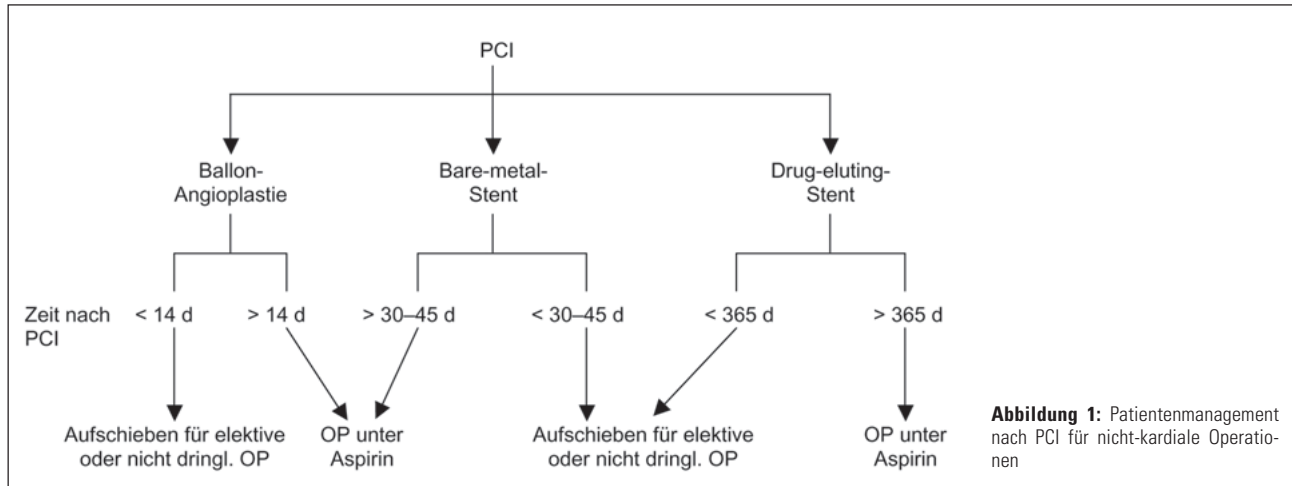 PCI
Ballon-
Angioplastie
Bare-metal-
Stent
Drug-eluting-
Stent
Zeit nach
PCI
< 14 d
> 14 d
> 30–45 d
< 30–45 d
< 365 d
> 365 d
Aufschieben für elektive
oder nicht dringl. OP
OP unter
Aspirin
Aufschieben für elektive
oder nicht dringl. OP
OP unter
Aspirin
Abbildung 1: Patientenmanagement
nach PCI für nicht-kardiale Operatio-
nen